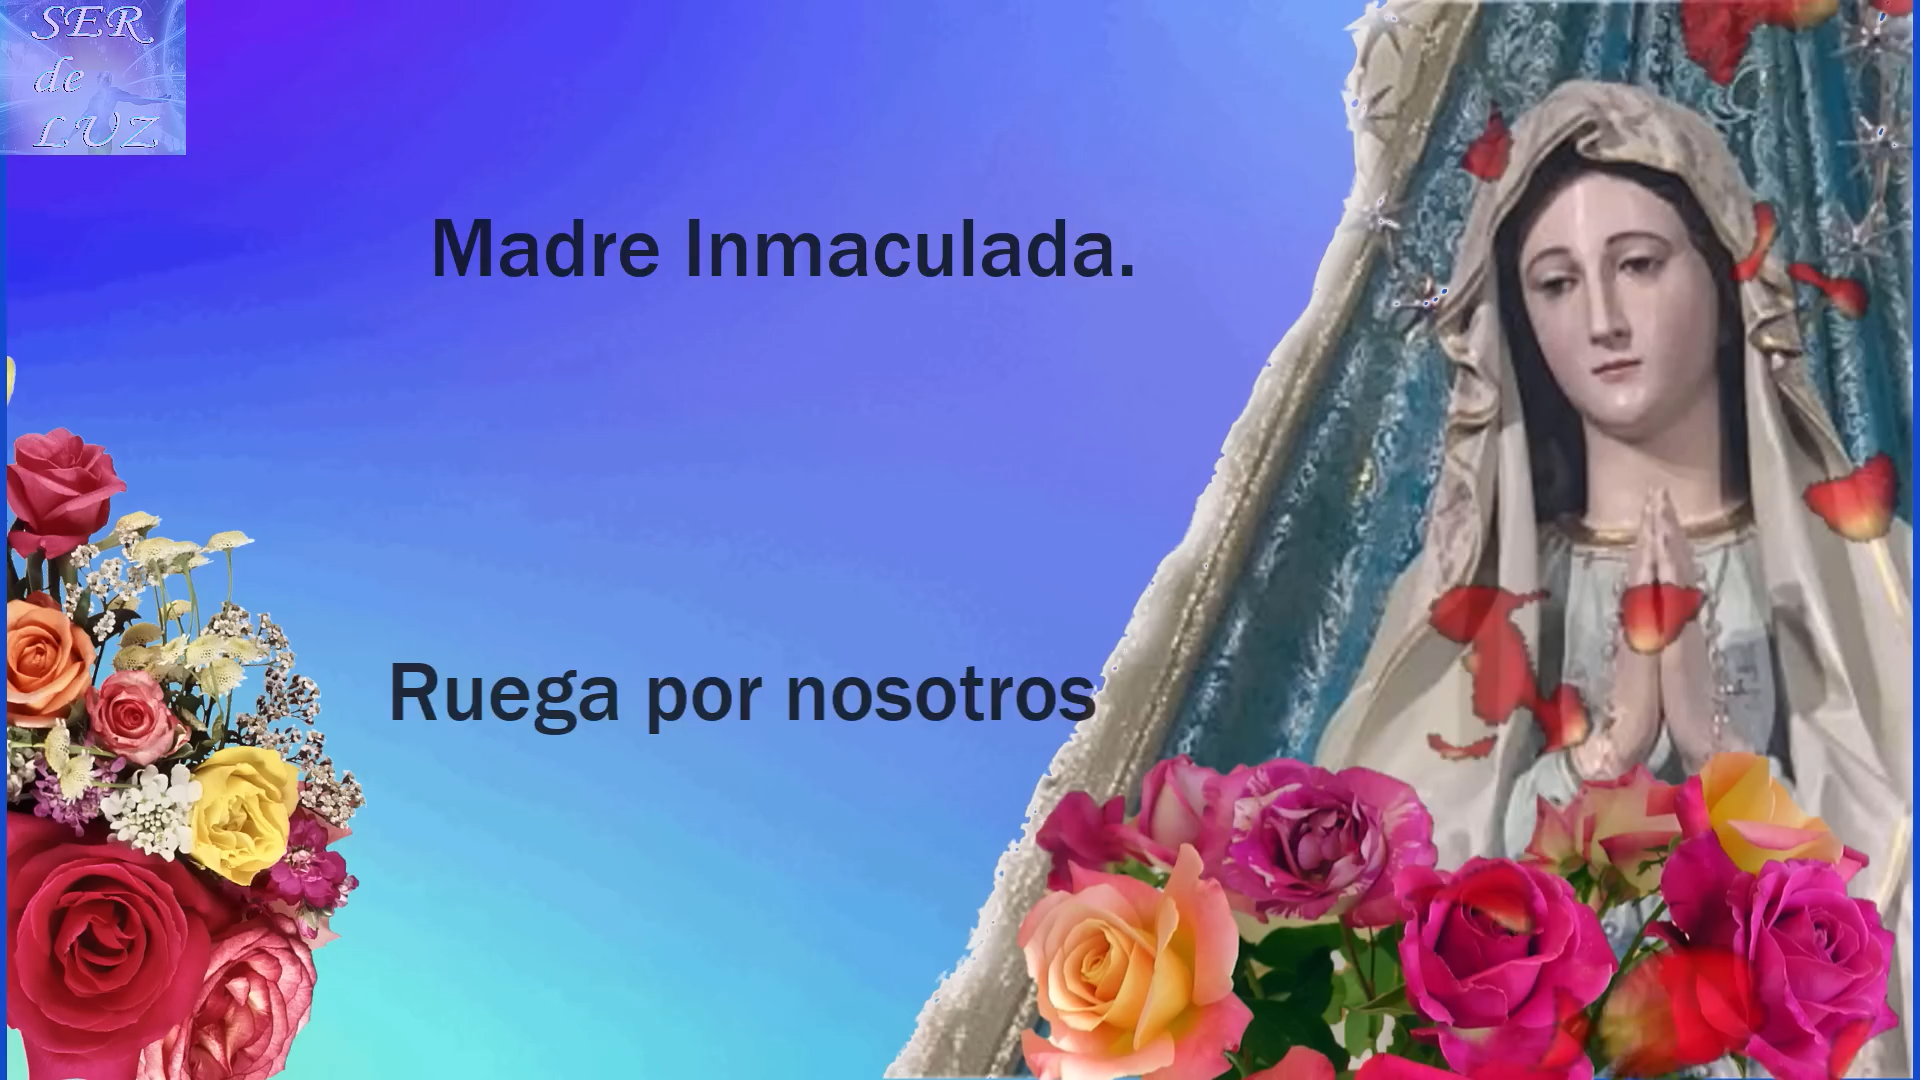 SER
de
LUZ
Madre Inmaculada.
Ruega por nosotros